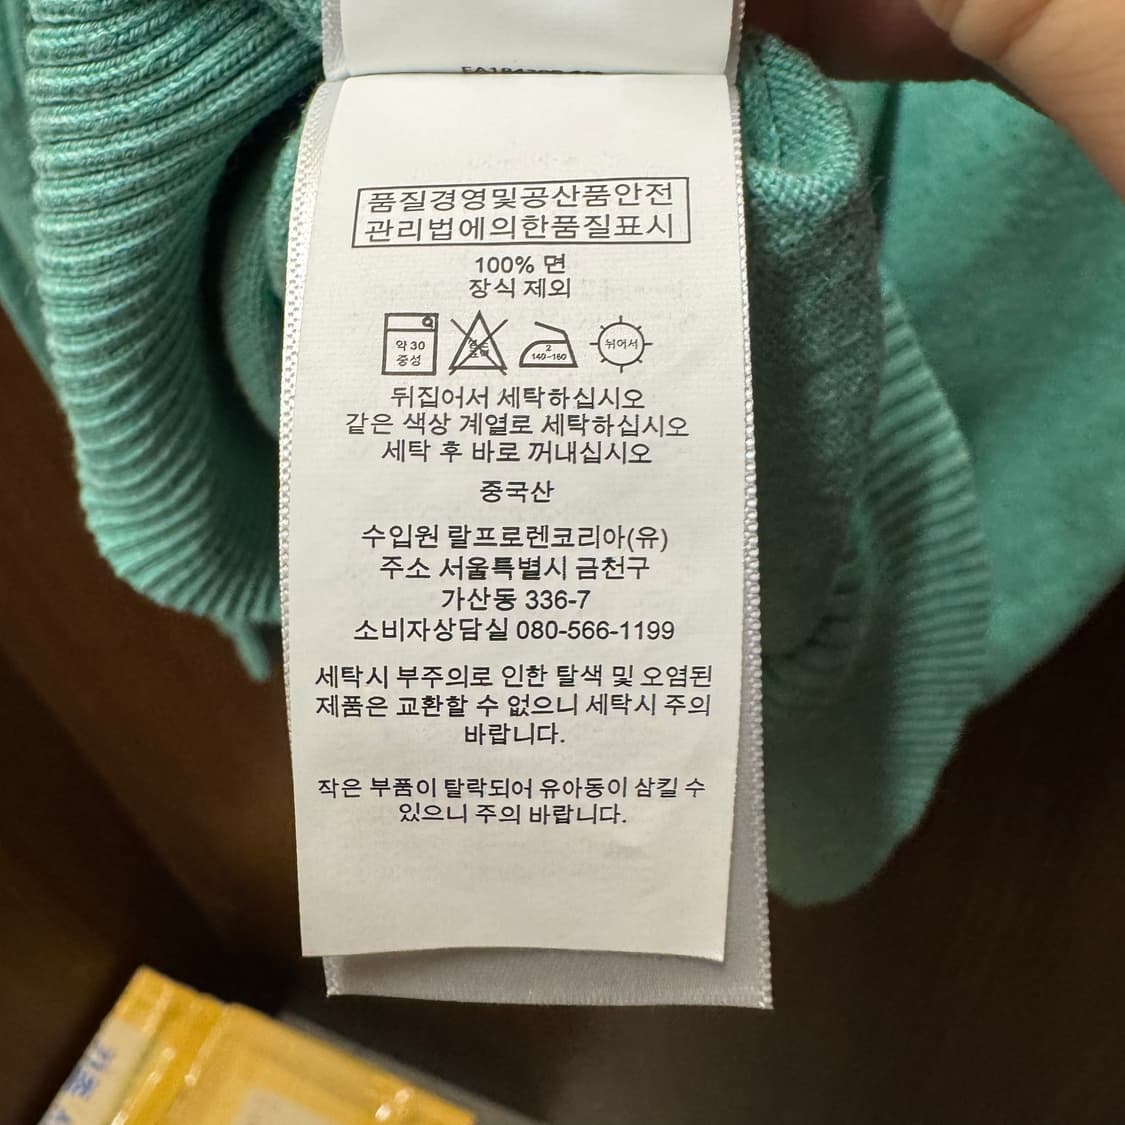 품질경영및공산품안전
관리법에의한품질표시
100% 면
장식 제외
약 30
중성
2
140~160
뉘어서
뒤집어서 세탁하십시오
같은 색상 계열로 세탁하십시오
세탁 후 바로 꺼내십시오
중국산
수입원 랄프로렌코리아(유)
주소 서울특별시 금천구
가산동 336-7
소비자상담실 080-566-1199
세탁시 부주의로 인한 탈색 및 오염된
제품은 교환할 수 없으니 세탁시 주의
바랍니다.
작은 부품이 탈락되어 유아동이 삼킬 수
있으니 주의 바랍니다.